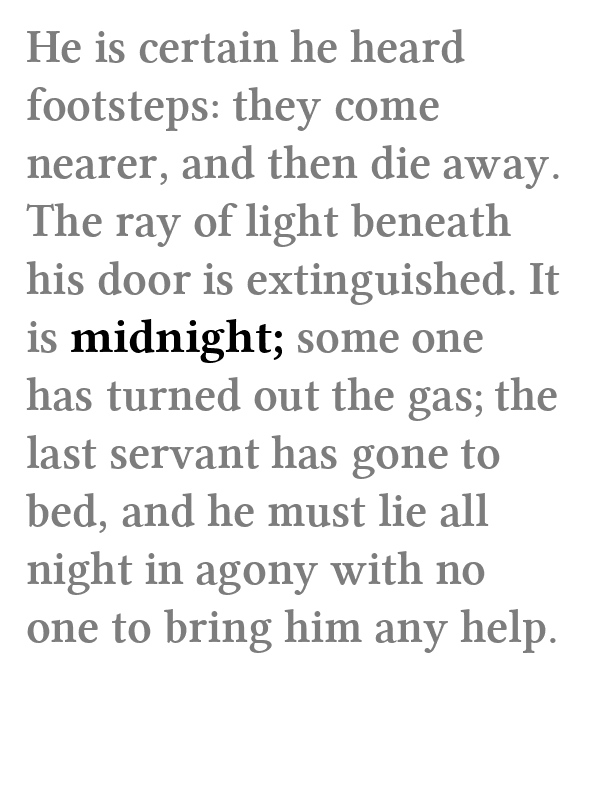 He is certain he heard
footsteps: they come
nearer, and then die away.
The ray of light beneath
his door is extinguished. It
is midnight; some one
has turned out the gas; the
last servant has gone to
bed, and he must lie all
night in agony with no
one to bring him any help.